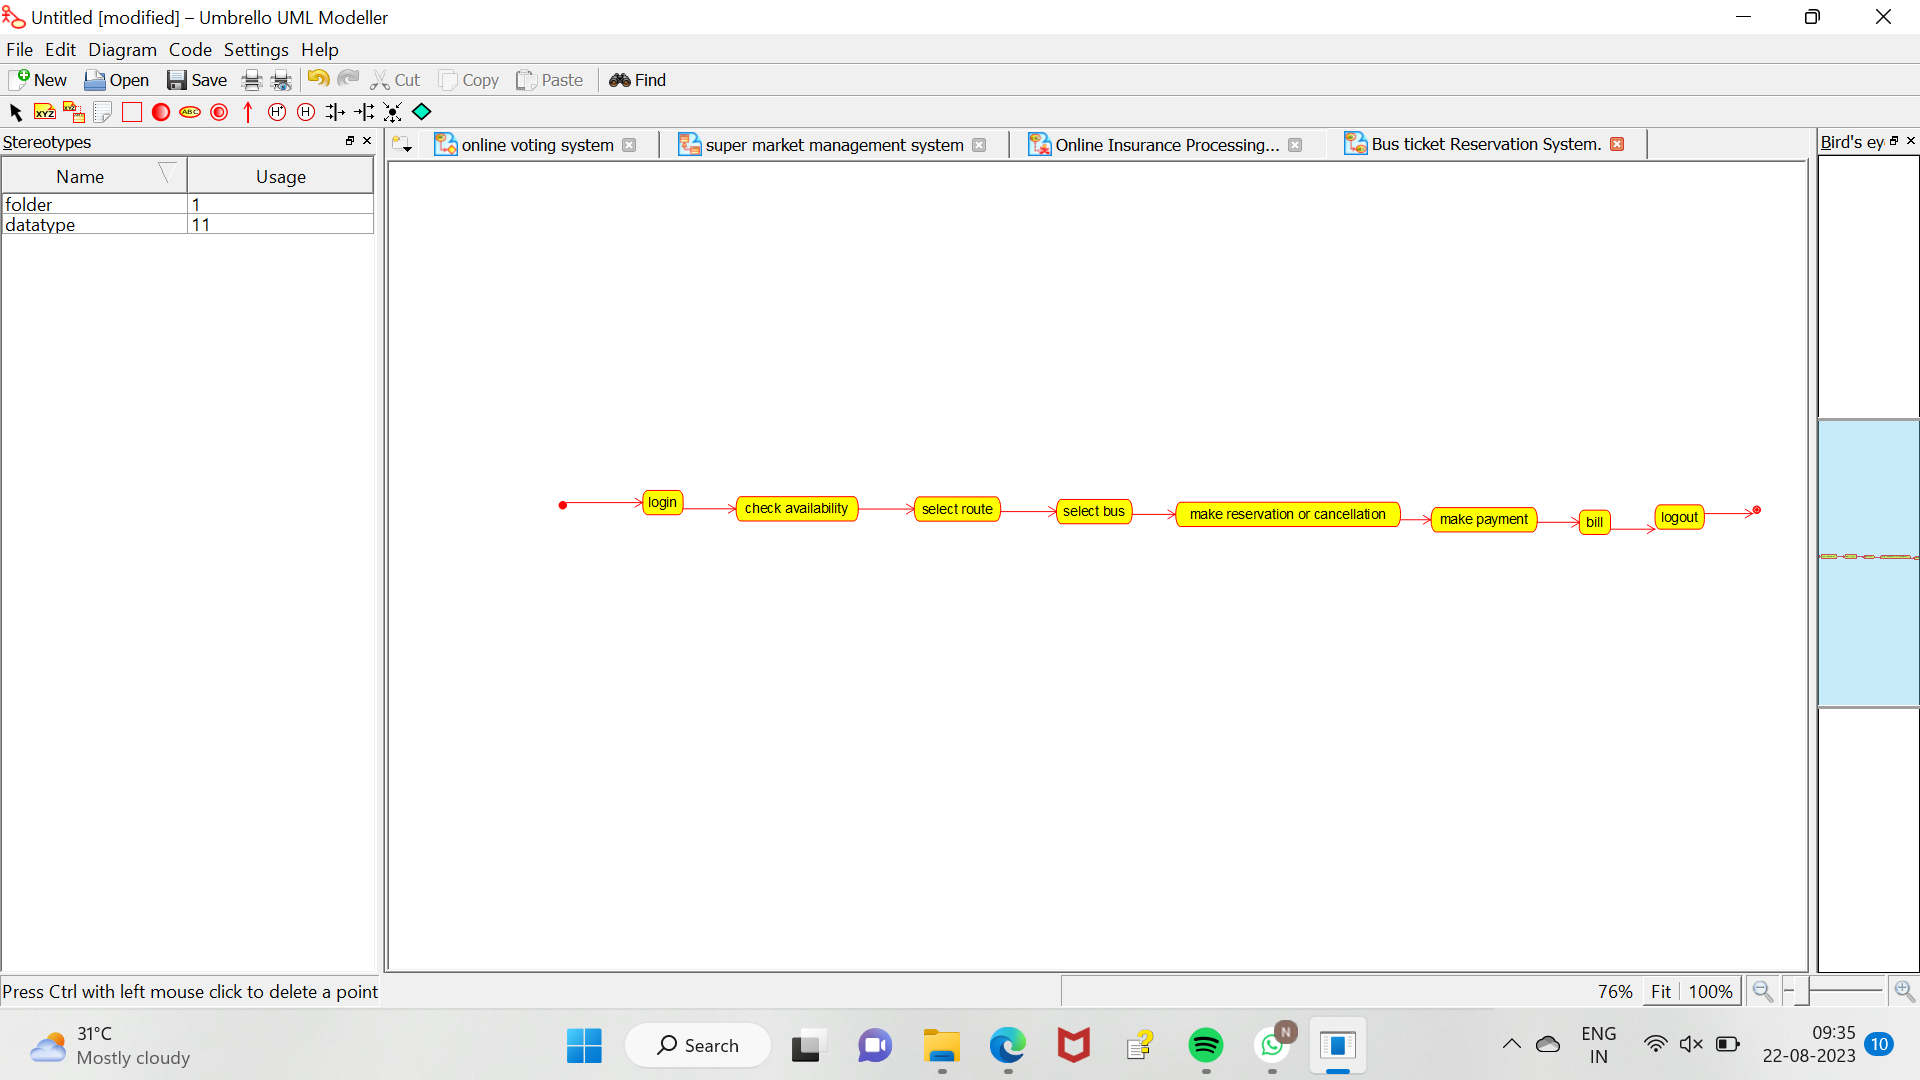 Untitled [modified] – Umbrello UML Modeller
File Edit Diagram Code Settings Help
New Open Save Cut Copy Paste Find
XYZ XYZ ABC H* H
Stereotypes
Name Usage
folder 1
datatype 11
online voting system super market management system Online Insurance Processing... Bus ticket Reservation System.
Bird's ey
login check availability select route select bus make reservation or cancellation make payment bill logout
Press Ctrl with left mouse click to delete a point
76% Fit 100%
31°C
Mostly cloudy
Search
N
ENG
IN
09:35
22-08-2023
10